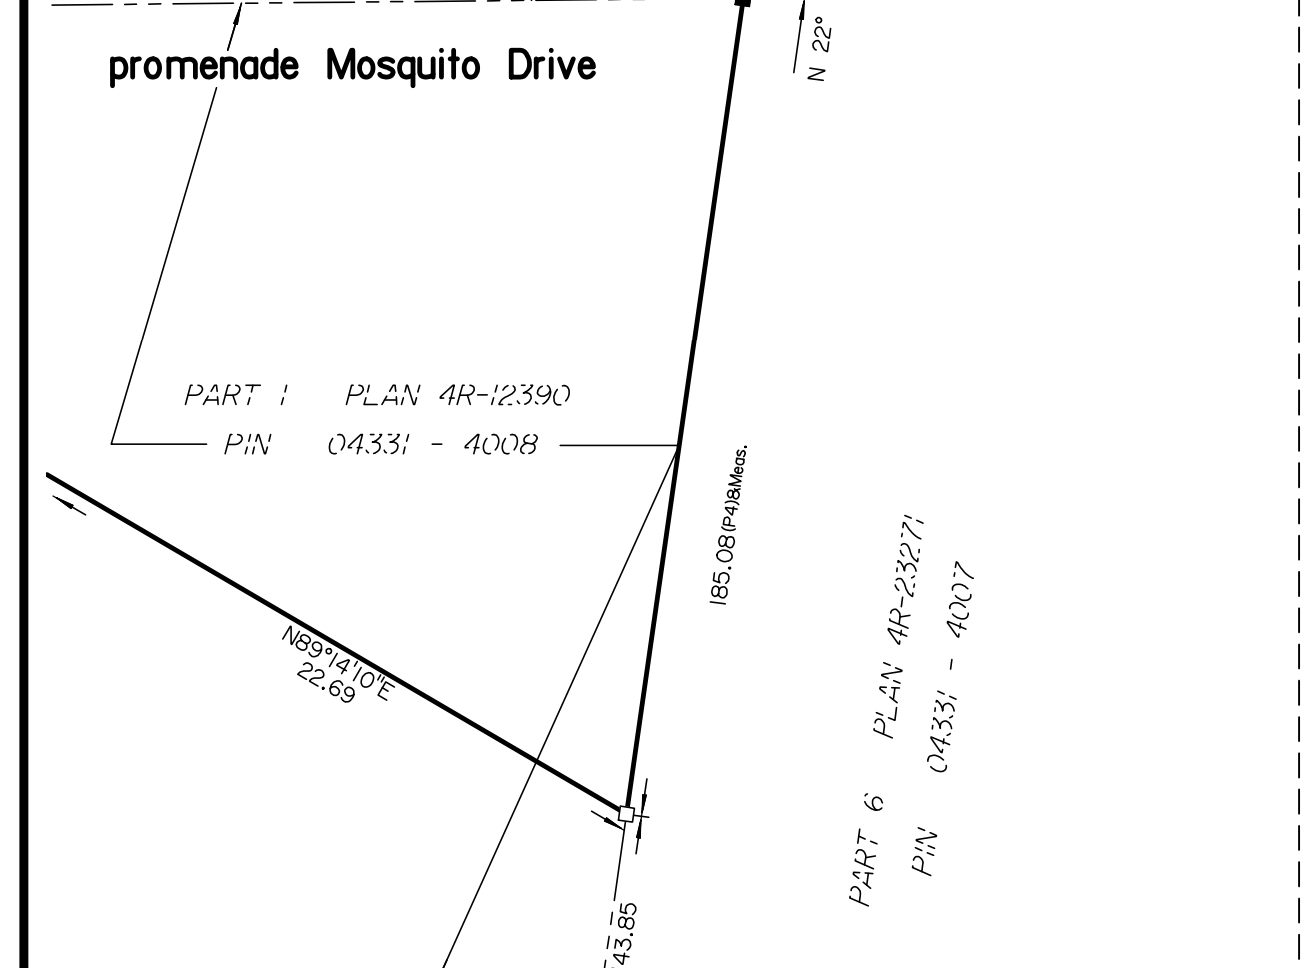 N 22°
promenade Mosquito Drive
PART 1 PLAN 4R-12390
PIN 04331 - 4008
185.08(P4)&Meas.
N89°14'10"E
22.69
PART 6 PLAN 4R-23271
PIN 04331 - 4007
43.85